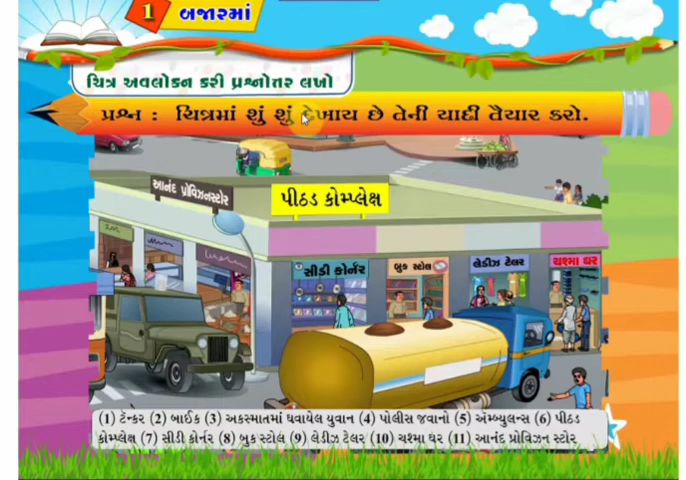 1 બજારમાં
ચિત્ર અવલોકન કરી પ્રશ્નોત્તર લખો
પ્રશ્ન : ચિત્રમાં શું શું દેખાય છે તેની યાદી તૈયાર કરો.
આનંદ પ્રોવિઝનસ્ટોર
પીઠડ કોમ્પ્લેક્ષ
સીડી કોર્નર
બુક સ્ટોલ
લેડીઝ ટેલર
ચશ્મા ઘર
(1) ટેન્કર (2) બાઈક (3) અકસ્માતમાં ઘવાયેલ યુવાન (4) પોલીસ જવાનો (5) એમ્બ્યુલન્સ (6) પીઠડ
કોમ્પ્લેક્ષ (7) સીડી કોર્નર (8) બુક સ્ટોલ (9) લેડીઝ ટેલર (10) ચશ્મા ઘર (11) આનંદ પ્રોવિઝન સ્ટોર